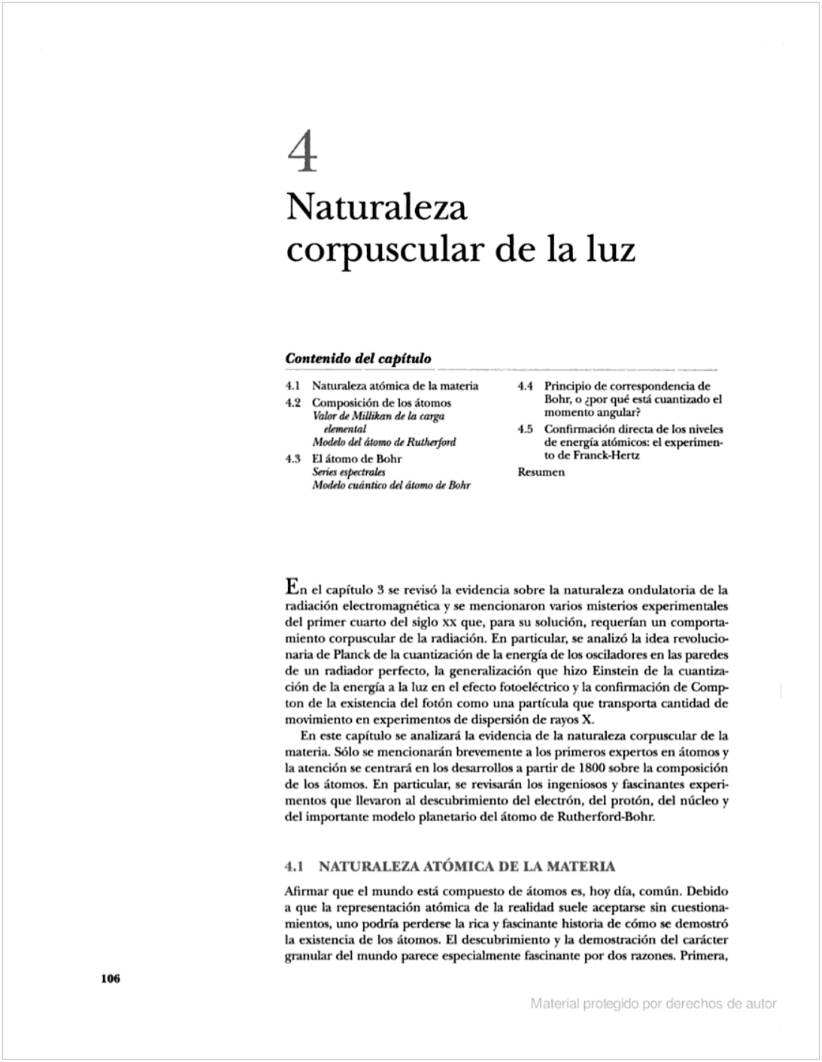 4
Naturaleza
corpuscular de la luz
Contenido del capítulo
4.1 Naturaleza atómica de la materia
4.2 Composición de los átomos
Valor de Millikan de la carga
elemental
Modelo del átomo de Rutherford
4.3 El átomo de Bohr
Series espectrales
Modelo cuántico del átomo de Bohr
4.4 Principio de correspondencia de
Bohr, o ¿por qué está cuantizado el
momento angular?
4.5 Confirmación directa de los niveles
de energía atómicos: el experimen-
to de Franck-Hertz
Resumen
En el capítulo 3 se revisó la evidencia sobre la naturaleza ondulatoria de la
radiación electromagnética y se mencionaron varios misterios experimentales
del primer cuarto del siglo XX que, para su solución, requerían un comporta-
miento corpuscular de la radiación. En particular, se analizó la idea revolucio-
naria de Planck de la cuantización de la energía de los osciladores en las paredes
de un radiador perfecto, la generalización que hizo Einstein de la cuantiza-
ción de la energía a la luz en el efecto fotoeléctrico y la confirmación de Comp-
ton de la existencia del fotón como una partícula que transporta cantidad de
movimiento en experimentos de dispersión de rayos X.
En este capítulo se analizará la evidencia de la naturaleza corpuscular de la
materia. Sólo se mencionarán brevemente a los primeros expertos en átomos y
la atención se centrará en los desarrollos a partir de 1800 sobre la composición
de los átomos. En particular, se revisarán los ingeniosos y fascinantes experi-
mentos que llevaron al descubrimiento del electrón, del protón, del núcleo y
del importante modelo planetario del átomo de Rutherford-Bohr.
4.1 NATURALEZA ATÓMICA DE LA MATERIA
Afirmar que el mundo está compuesto de átomos es, hoy día, común. Debido
a que la representación atómica de la realidad suele aceptarse sin cuestiona-
mientos, uno podría perderse la rica y fascinante historia de cómo se demostró
la existencia de los átomos. El descubrimiento y la demostración del carácter
granular del mundo parece especialmente fascinante por dos razones. Primera,
106
Material protegido por derechos de autor